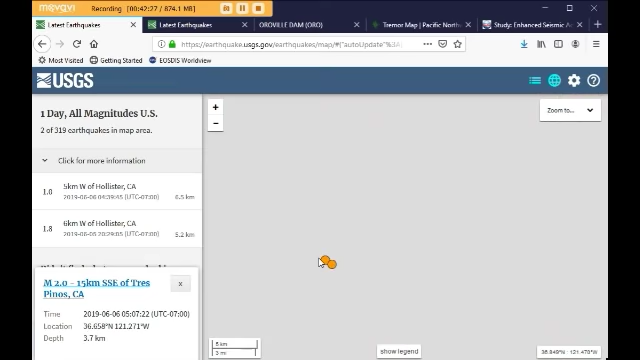 movavi
Recording 00:42:27 / 874.1 MB
Latest Earthquakes
Latest Earthquakes
OROVILLE DAM (ORO)
Tremor Map | Pacific Northw
Study: Enhanced Seismic Ac
https://earthquake.usgs.gov/earthquakes/map/#{"autoUpdate"%3A[
Most Visited
Getting Started
EOSDIS Worldview
USGS
1 Day, All Magnitudes U.S.
2 of 319 earthquakes in map area.
Click for more information
1.0
5km W of Hollister, CA
2019-06-06 04:39:45 (UTC-07:00)
6.5 km
1.8
6km W of Hollister, CA
2019-06-06 20:29:05 (UTC-07:00)
5.2 km
M 2.0 - 15km SSE of Tres
Pinos, CA
x
Time
2019-06-06 05:07:22 (UTC-07:00)
Location
36.658°N 121.271°W
Depth
3.7 km
+
−
Zoom to...
5 km
3 mi
show legend
36.849°N | 121.478°W